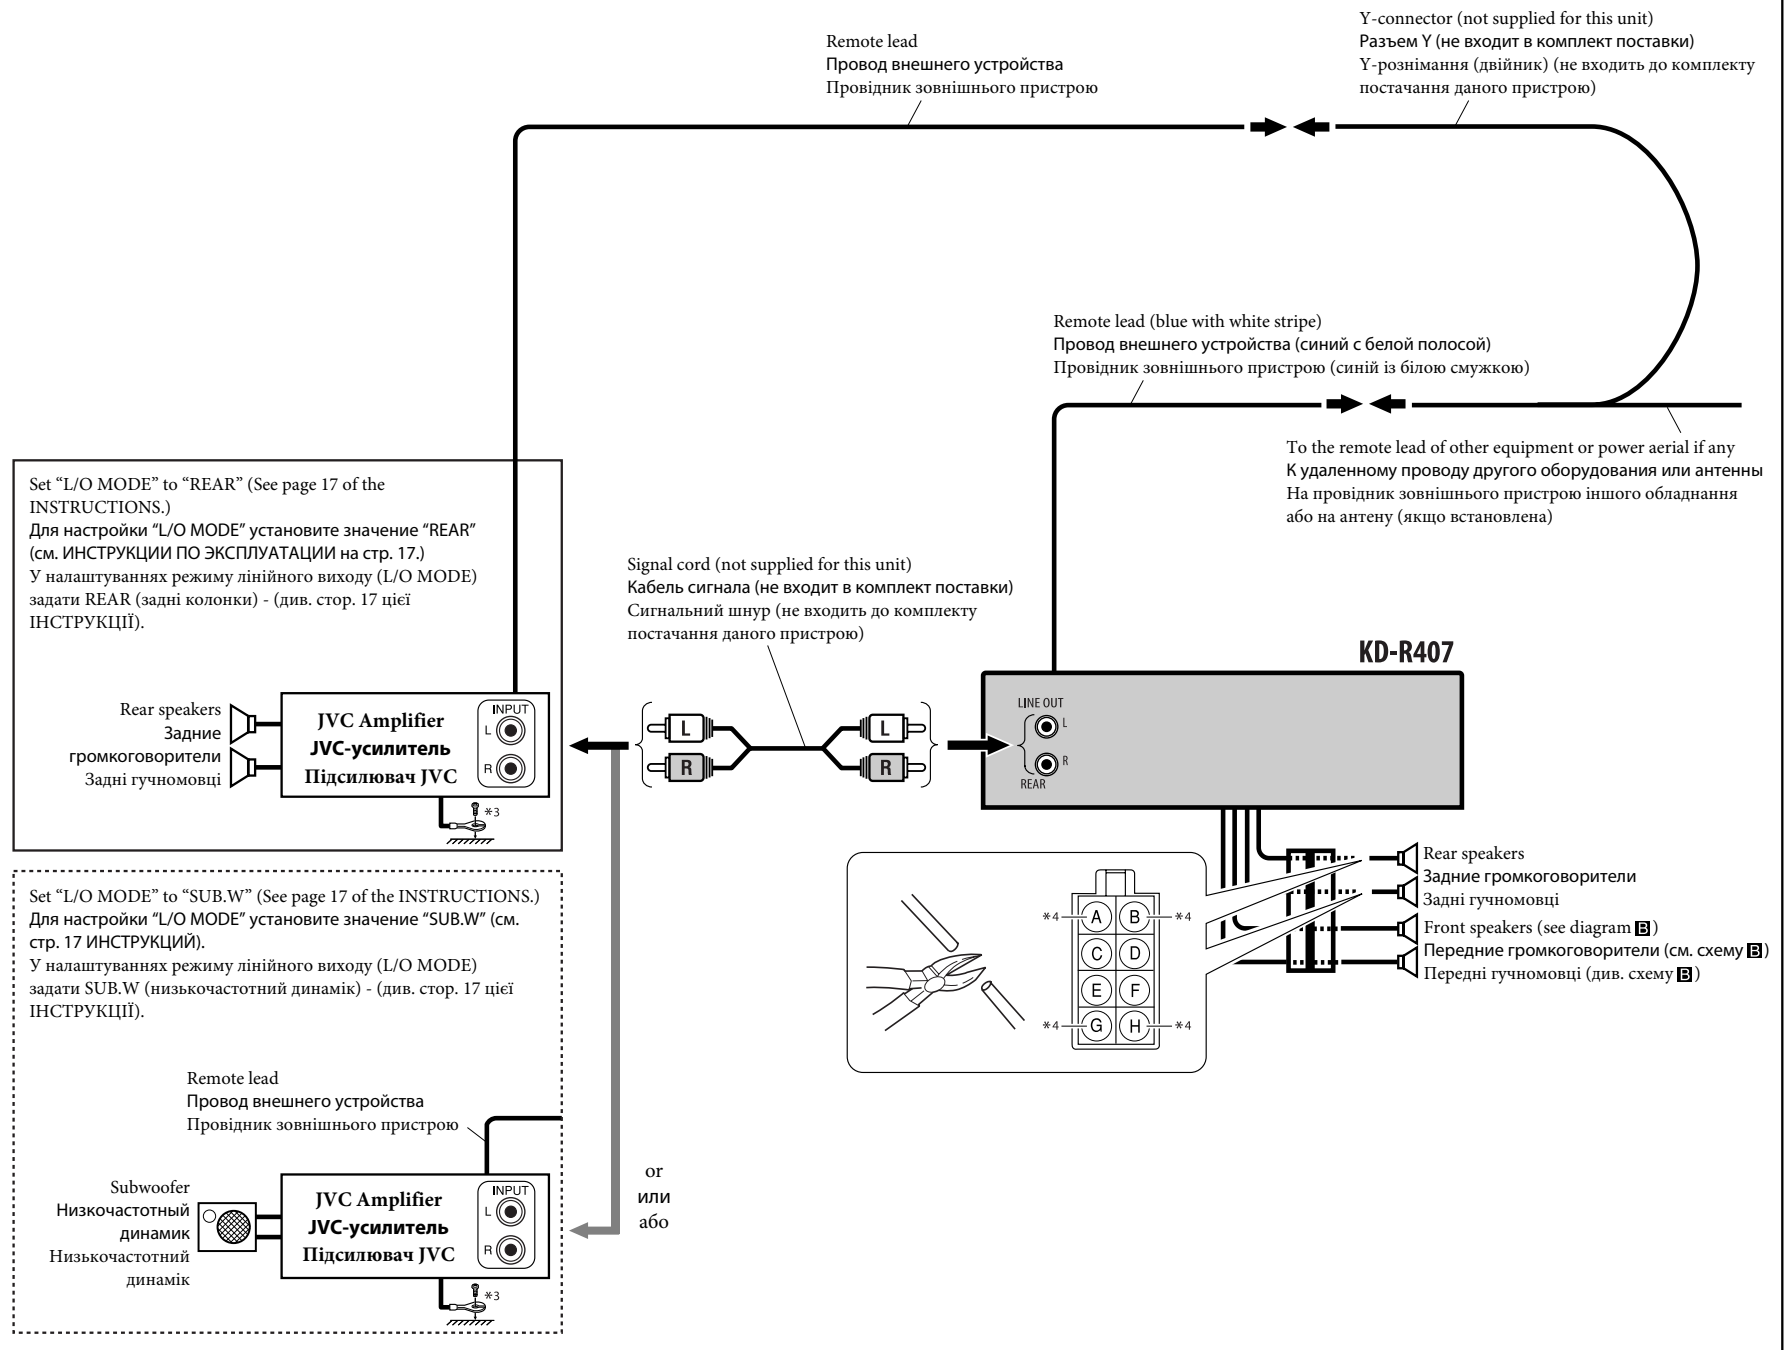 Y-connector (not supplied for this unit)
Разъем Y (не входит в комплект поставки)
Y-рознімання (двійник) (не входить до комплекту
постачання даного пристрою)
Remote lead
Провод внешнего устройства
Провідник зовнішнього пристрою
Remote lead (blue with white stripe)
Провод внешнего устройства (синий с белой полосой)
Провідник зовнішнього пристрою (синій із білою смужкою)
To the remote lead of other equipment or power aerial if any
К удаленному проводу другого оборудования или антенны
На провідник зовнішнього пристрою іншого обладнання
або на антену (якщо встановлена)
Set “L/O MODE” to “REAR” (See page 17 of the
INSTRUCTIONS.)
Для настройки “L/O MODE” установите значение “REAR”
(см. ИНСТРУКЦИИ ПО ЭКСПЛУАТАЦИИ на стр. 17.)
У налаштуваннях режиму лінійного виходу (L/O MODE)
задати REAR (задні колонки) - (див. стор. 17 цієї
ІНСТРУКЦІЇ).
Signal cord (not supplied for this unit)
Кабель сигнала (не входит в комплект поставки)
Сигнальний шнур (не входить до комплекту
постачання даного пристрою)
KD-R407
LINE OUT
L
R
REAR
L
L
R
R
Rear speakers
Задние
громкоговорители
Задні гучномовці
JVC Amplifier
JVC-усилитель
Підсилювач JVC
INPUT
L
R
*3
Rear speakers
Задние громкоговорители
Задні гучномовці
Front speakers (see diagram B)
Передние громкоговорители (см. схему B)
Передні гучномовці (див. схему B)
*4 A B *4
C D
E F
*4 G H *4
Set “L/O MODE” to “SUB.W” (See page 17 of the INSTRUCTIONS.)
Для настройки “L/O MODE” установите значение “SUB.W” (см.
стр. 17 ИНСТРУКЦИЙ).
У налаштуваннях режиму лінійного виходу (L/O MODE)
задати SUB.W (низькочастотний динамік) - (див. стор. 17 цієї
ІНСТРУКЦІЇ).
Remote lead
Провод внешнего устройства
Провідник зовнішнього пристрою
or
или
або
Subwoofer
Низкочастотный
динамик
Низькочастотний
динамік
JVC Amplifier
JVC-усилитель
Підсилювач JVC
INPUT
L
R
*3